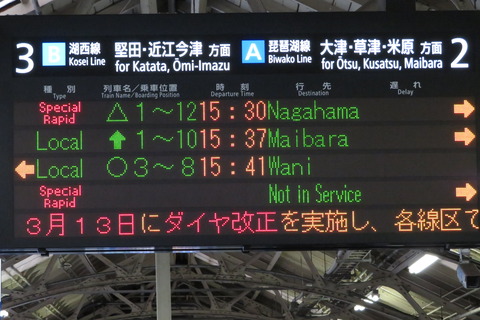 3 B 湖西線 堅田・近江今津 方面 A 琵琶湖線 大津・草津・米原 方面 2
Kosei Line for Katata, Ōmi-Imazu Biwako Line for Ōtsu, Kusatsu, Maibara
種別 列車名/乗車位置 時刻 行先 遅れ
Type Train Name/Boarding Position Departure Time Destination Delay
Special Rapid △ 1～12 15:30 Nagahama →
Local ↑ 1～10 15:37 Maibara →
← Local ○ 3～8 15:41 Wani
Special Rapid Not in Service →
3月13日にダイヤ改正を実施し、各線区で